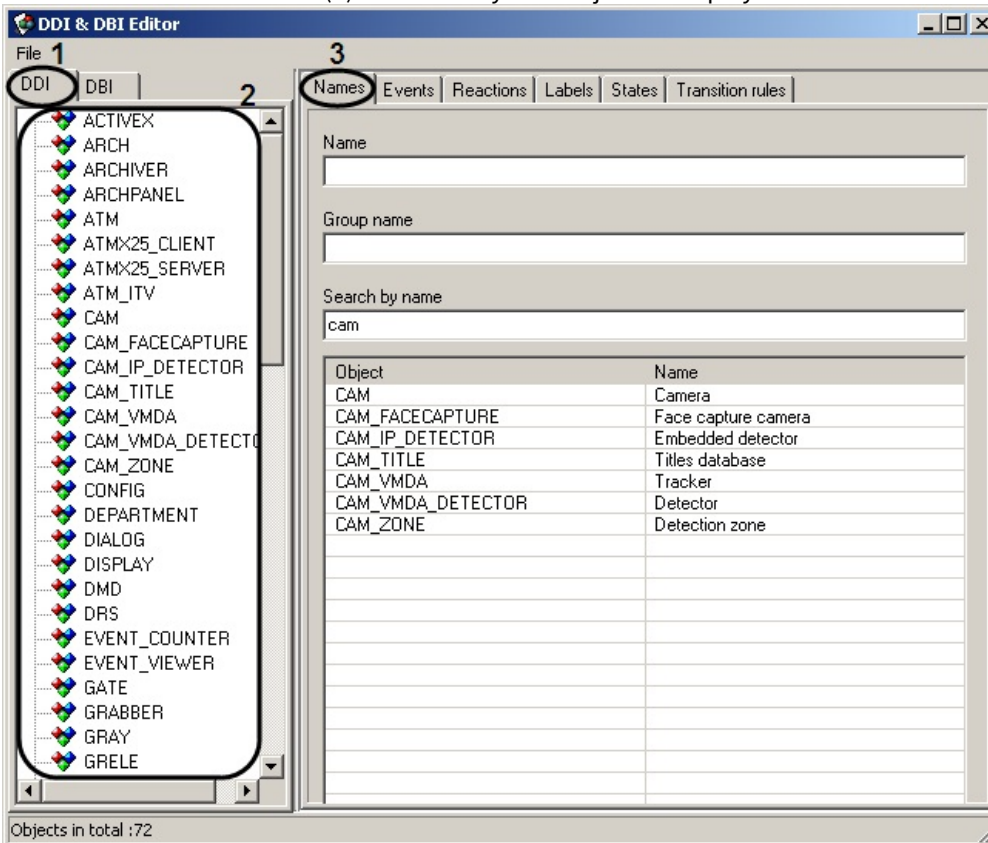 DDI & DBI Editor
File 1 3
DDI DBI 2 Names Events Reactions Labels States Transition rules
ACTIVEX
ARCH
ARCHIVER
ARCHPANEL
ATM
ATMX25_CLIENT
ATMX25_SERVER
ATM_ITV
CAM
CAM_FACECAPTURE
CAM_IP_DETECTOR
CAM_TITLE
CAM_VMDA
CAM_VMDA_DETECTO
CAM_ZONE
CONFIG
DEPARTMENT
DIALOG
DISPLAY
DMD
DRS
EVENT_COUNTER
EVENT_VIEWER
GATE
GRABBER
GRAY
GRELE
Name
Group name
Search by name
cam
Object Name
CAM Camera
CAM_FACECAPTURE Face capture camera
CAM_IP_DETECTOR Embedded detector
CAM_TITLE Titles database
CAM_VMDA Tracker
CAM_VMDA_DETECTOR Detector
CAM_ZONE Detection zone
Objects in total :72